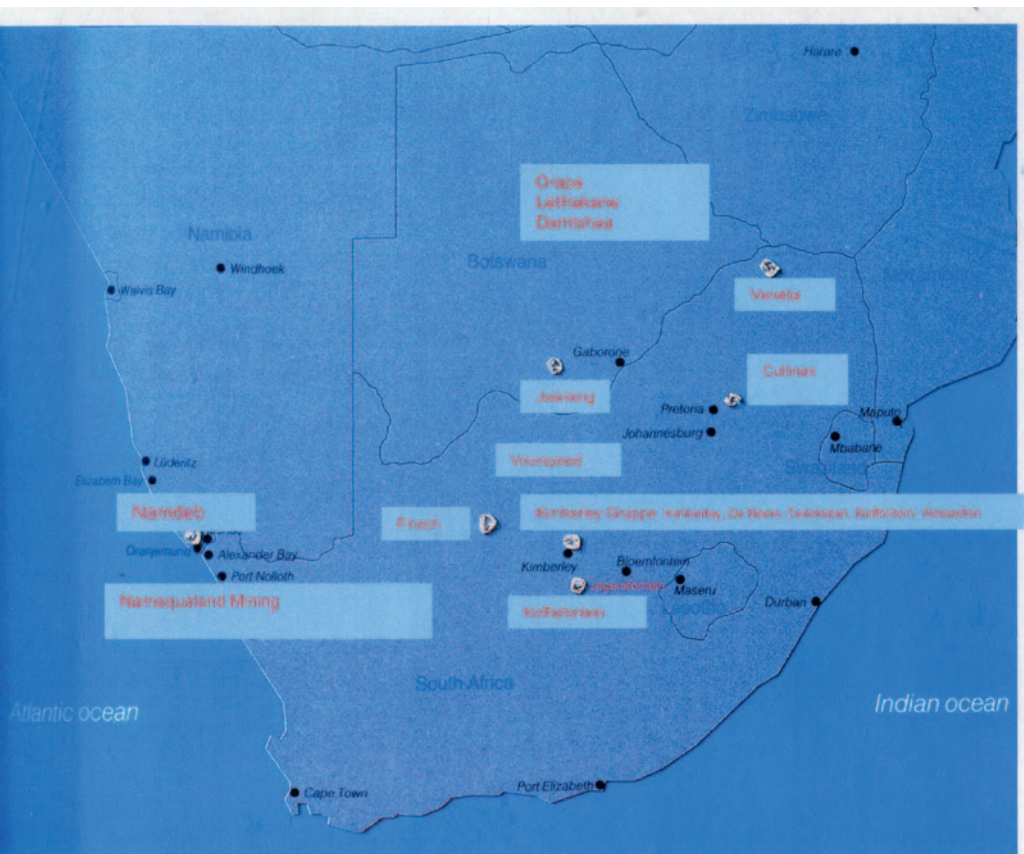 Harare
Zimbabwe
Orapa
Letlhakane
Damtshaa
Namibia
Botswana
Windhoek
Walvis Bay
Venetia
Gaborone
Cullinan
Jwaneng
Pretoria
Maputo
Johannesburg
Mbabane
Swaziland
Lüderitz
Elizabeth Bay
Namdeb
Finsch
Oranjemund
Alexander Bay
Kimberley
Bloemfontein
Port Nolloth
Maseru
Namaqualand Mining
Durban
Koffiefontein
Lesotho
South Africa
Atlantic ocean
Indian ocean
Cape Town
Port Elizabeth